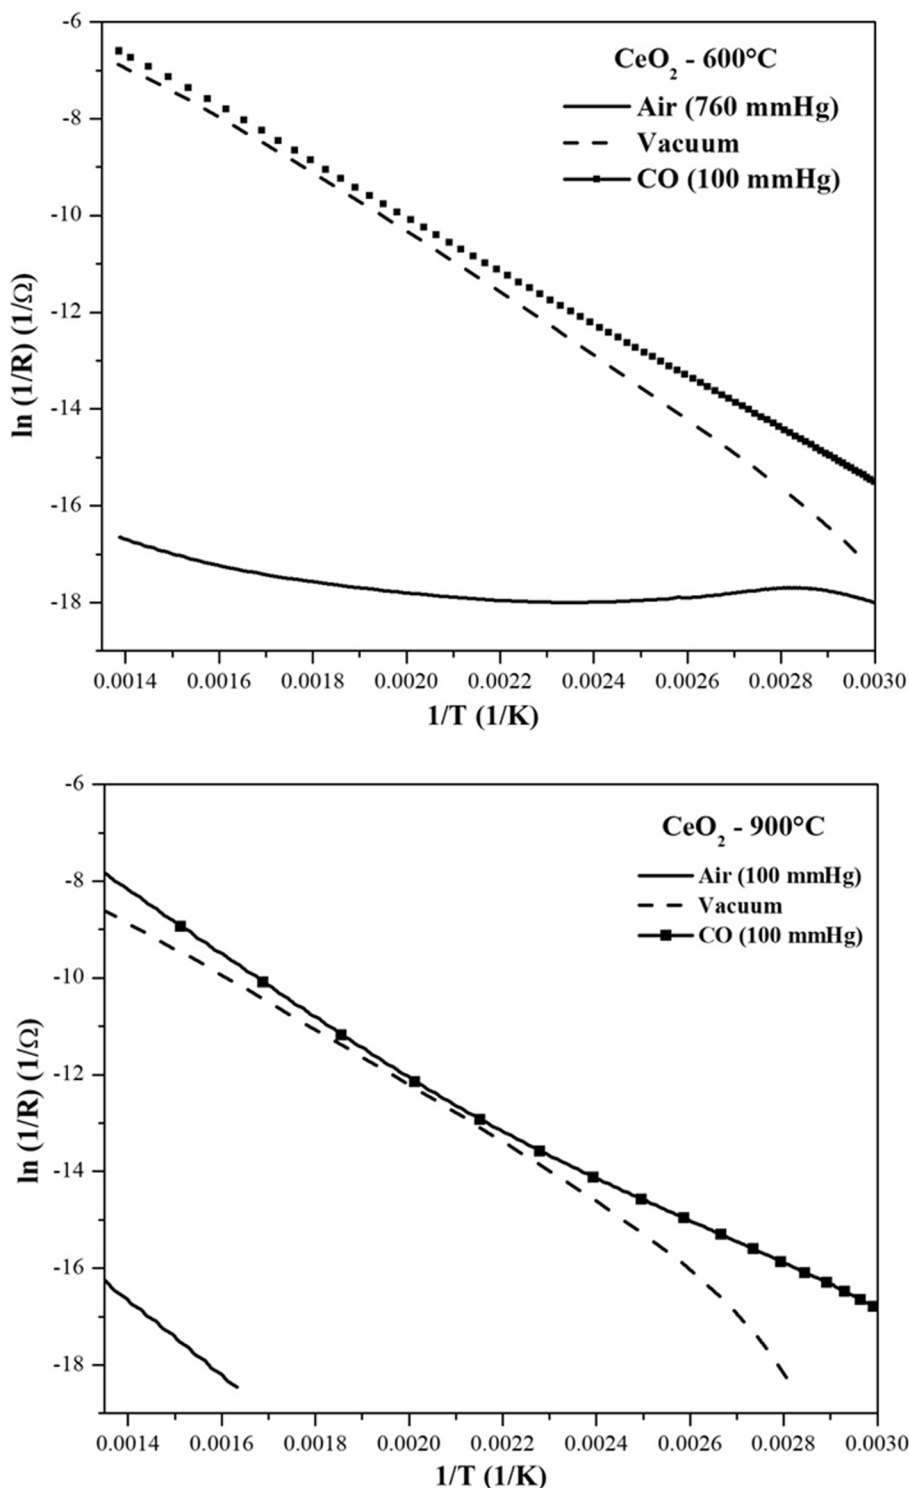 CeO2 - 600°C
Air (760 mmHg)
Vacuum
CO (100 mmHg)
-6
-8
-10
-12
-14
-16
-18
ln (1/R) (1/Ω)
0.0014 0.0016 0.0018 0.0020 0.0022 0.0024 0.0026 0.0028 0.0030
1/T (1/K)
CeO2 - 900°C
Air (100 mmHg)
Vacuum
CO (100 mmHg)
-6
-8
-10
-12
-14
-16
-18
ln (1/R) (1/Ω)
0.0014 0.0016 0.0018 0.0020 0.0022 0.0024 0.0026 0.0028 0.0030
1/T (1/K)